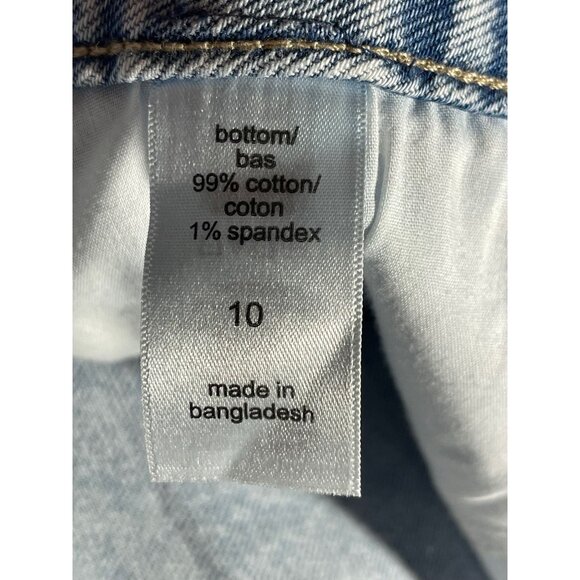 bottom/
bas
99% cotton/
coton
1% spandex
10
made in
bangladesh